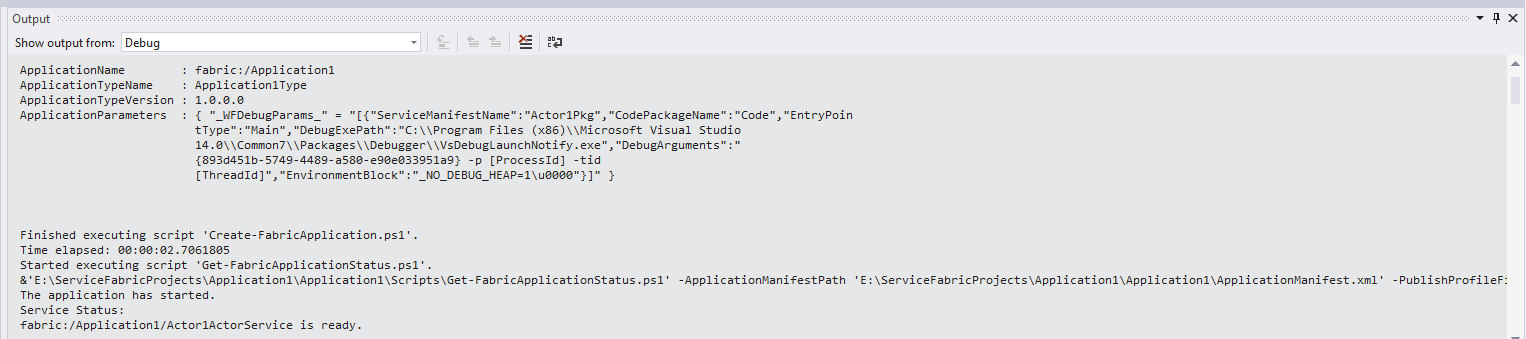 Output
Show output from: Debug
ApplicationName        : fabric:/Application1
ApplicationTypeName    : Application1Type
ApplicationTypeVersion : 1.0.0.0
ApplicationParameters  : { "_WFDebugParams_" = "[{"ServiceManifestName":"Actor1Pkg","CodePackageName":"Code","EntryPoin
tType":"Main","DebugExePath":"C:\\Program Files (x86)\\Microsoft Visual Studio
14.0\\Common7\\Packages\\Debugger\\VsDebugLaunchNotify.exe","DebugArguments":"
{893d451b-5749-4489-a580-e90e033951a9} -p [ProcessId] -tid
[ThreadId]","EnvironmentBlock":"_NO_DEBUG_HEAP=1\u0000"}]" }
Finished executing script 'Create-FabricApplication.ps1'.
Time elapsed: 00:00:02.7061805
Started executing script 'Get-FabricApplicationStatus.ps1'.
&'E:\ServiceFabricProjects\Application1\Application1\Scripts\Get-FabricApplicationStatus.ps1' -ApplicationManifestPath 'E:\ServiceFabricProjects\Application1\Application1\ApplicationManifest.xml' -PublishProfileFi
The application has started.
Service Status:
fabric:/Application1/Actor1ActorService is ready.